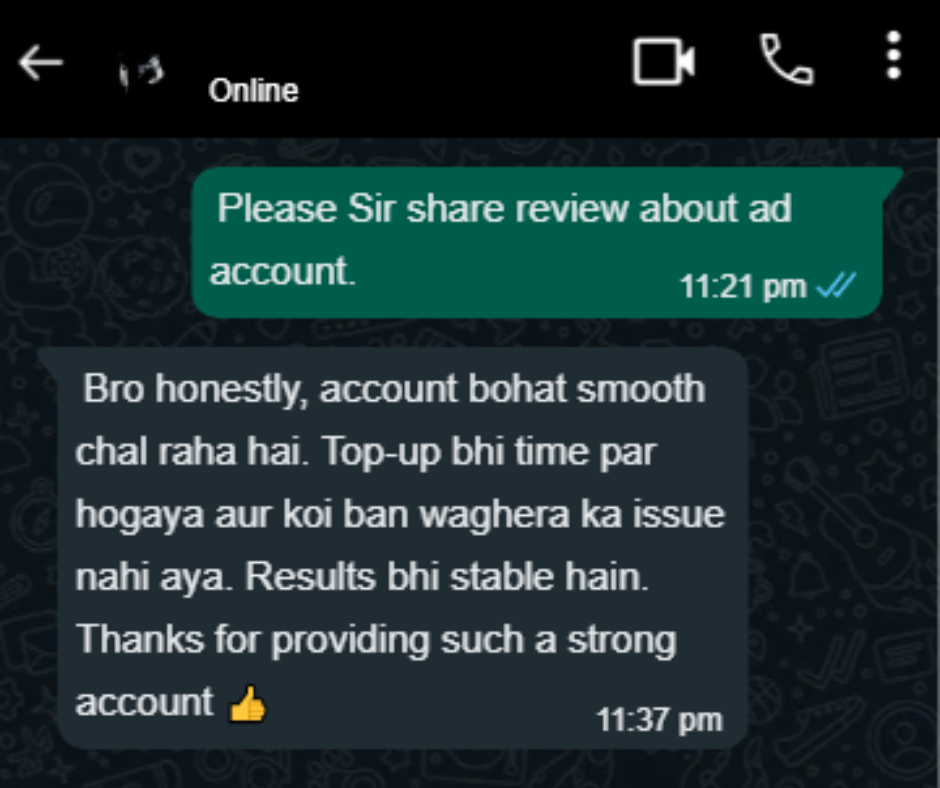 Online
Please Sir share review about ad
account.
11:21 pm
Bro honestly, account bohat smooth
chal raha hai. Top-up bhi time par
hogaya aur koi ban waghera ka issue
nahi aya. Results bhi stable hain.
Thanks for providing such a strong
account 👍
11:37 pm